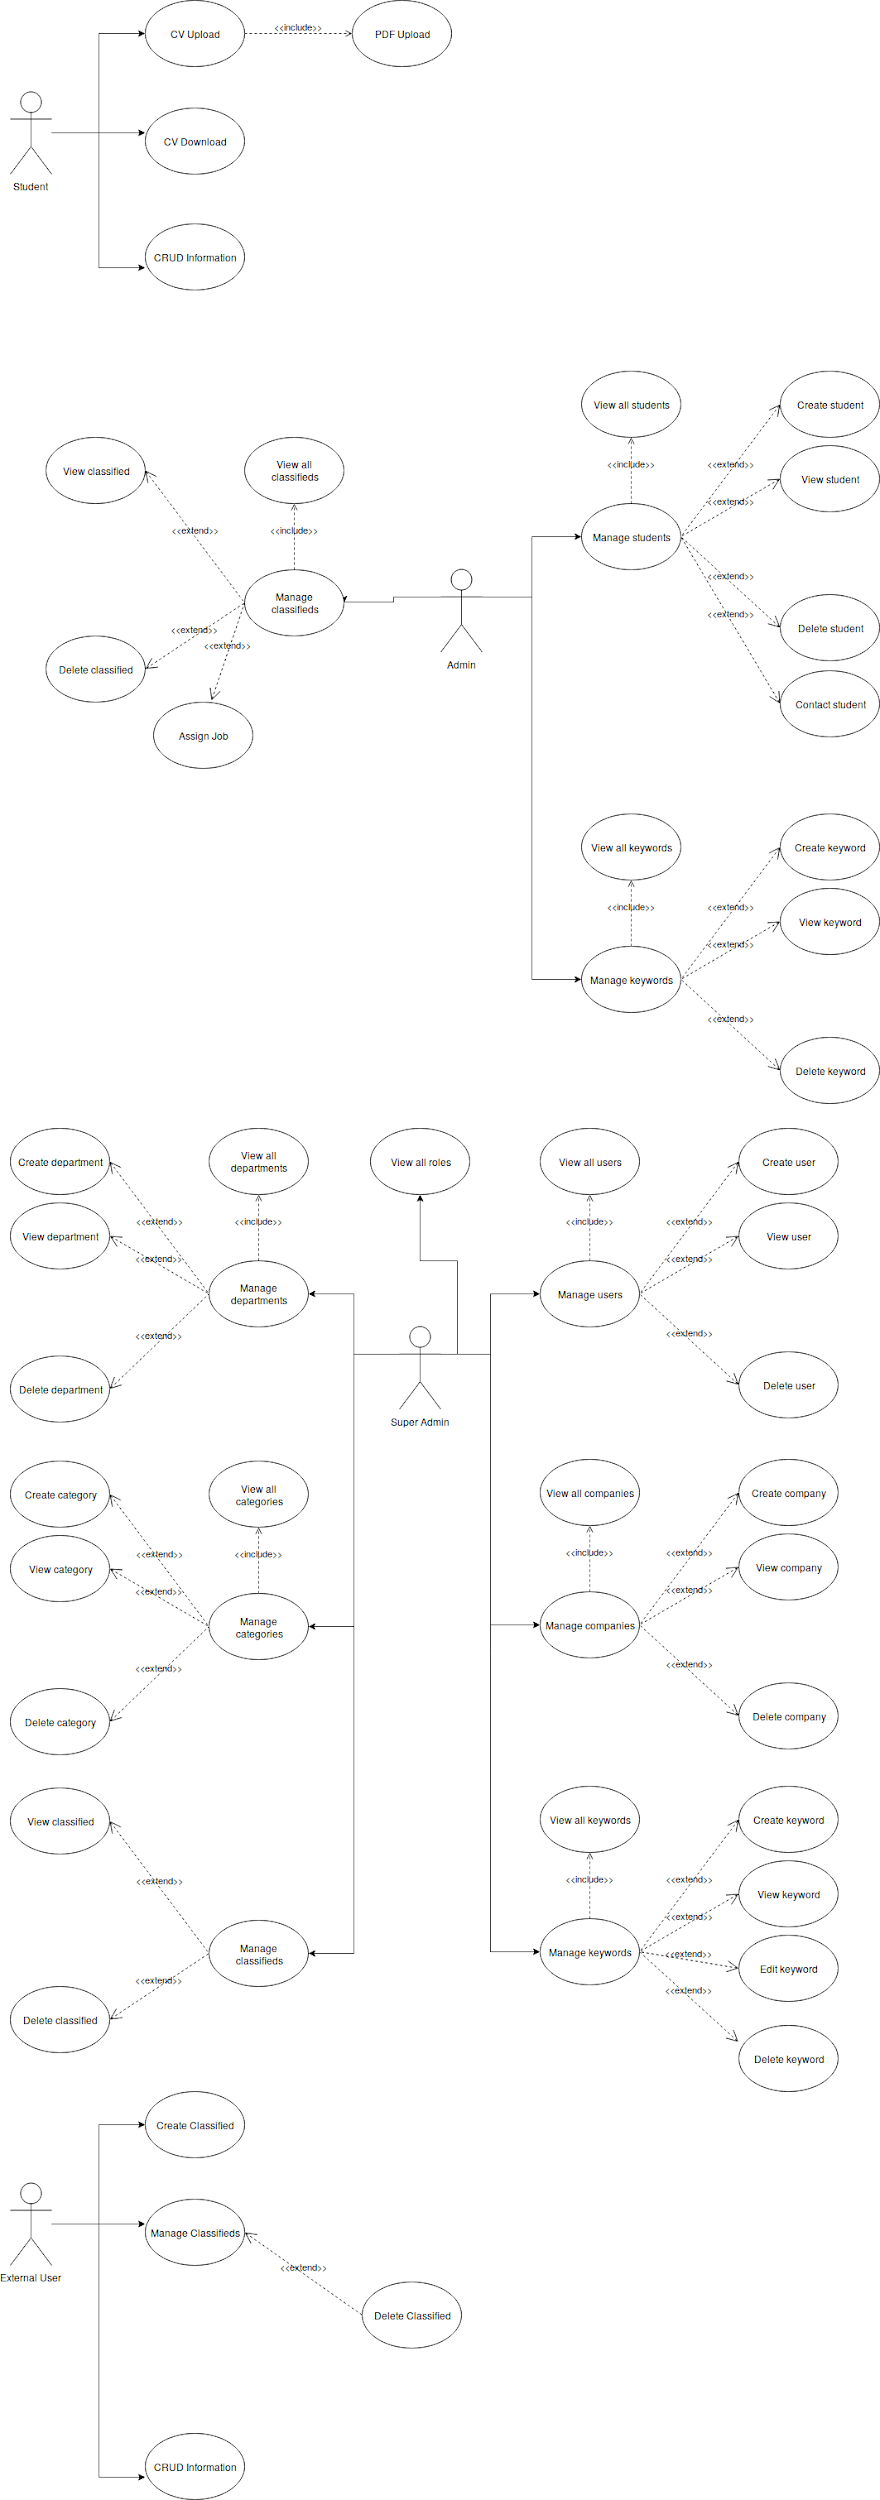 CV Upload
<<include>>
PDF Upload
CV Download
Student
CRUD Information
View all students
Create student
View classified
View all
classifieds
<<include>>
<<extend>>
View student
<<extend>>
<<extend>>
<<include>>
Manage students
<<extend>>
Manage
classifieds
<<extend>>
<<extend>>
<<extend>>
Delete student
Delete classified
Admin
Contact student
Assign Job
View all keywords
Create keyword
<<include>>
<<extend>>
View keyword
<<extend>>
Manage keywords
<<extend>>
Delete keyword
Create department
View all
departments
View all roles
View all users
Create user
<<extend>>
<<include>>
<<include>>
<<extend>>
View department
View user
<<extend>>
<<extend>>
Manage
departments
Manage users
<<extend>>
<<extend>>
Delete department
Delete user
Super Admin
Create category
View all
categories
View all companies
Create company
<<extend>>
<<include>>
<<include>>
<<extend>>
View category
View company
<<extend>>
<<extend>>
Manage
categories
Manage companies
<<extend>>
<<extend>>
Delete category
Delete company
View classified
View all keywords
Create keyword
<<extend>>
<<include>>
<<extend>>
View keyword
<<extend>>
Manage
classifieds
Manage keywords
<<extend>>
Edit keyword
<<extend>>
<<extend>>
Delete classified
Delete keyword
Create Classified
Manage Classifieds
<<extend>>
External User
Delete Classified
CRUD Information